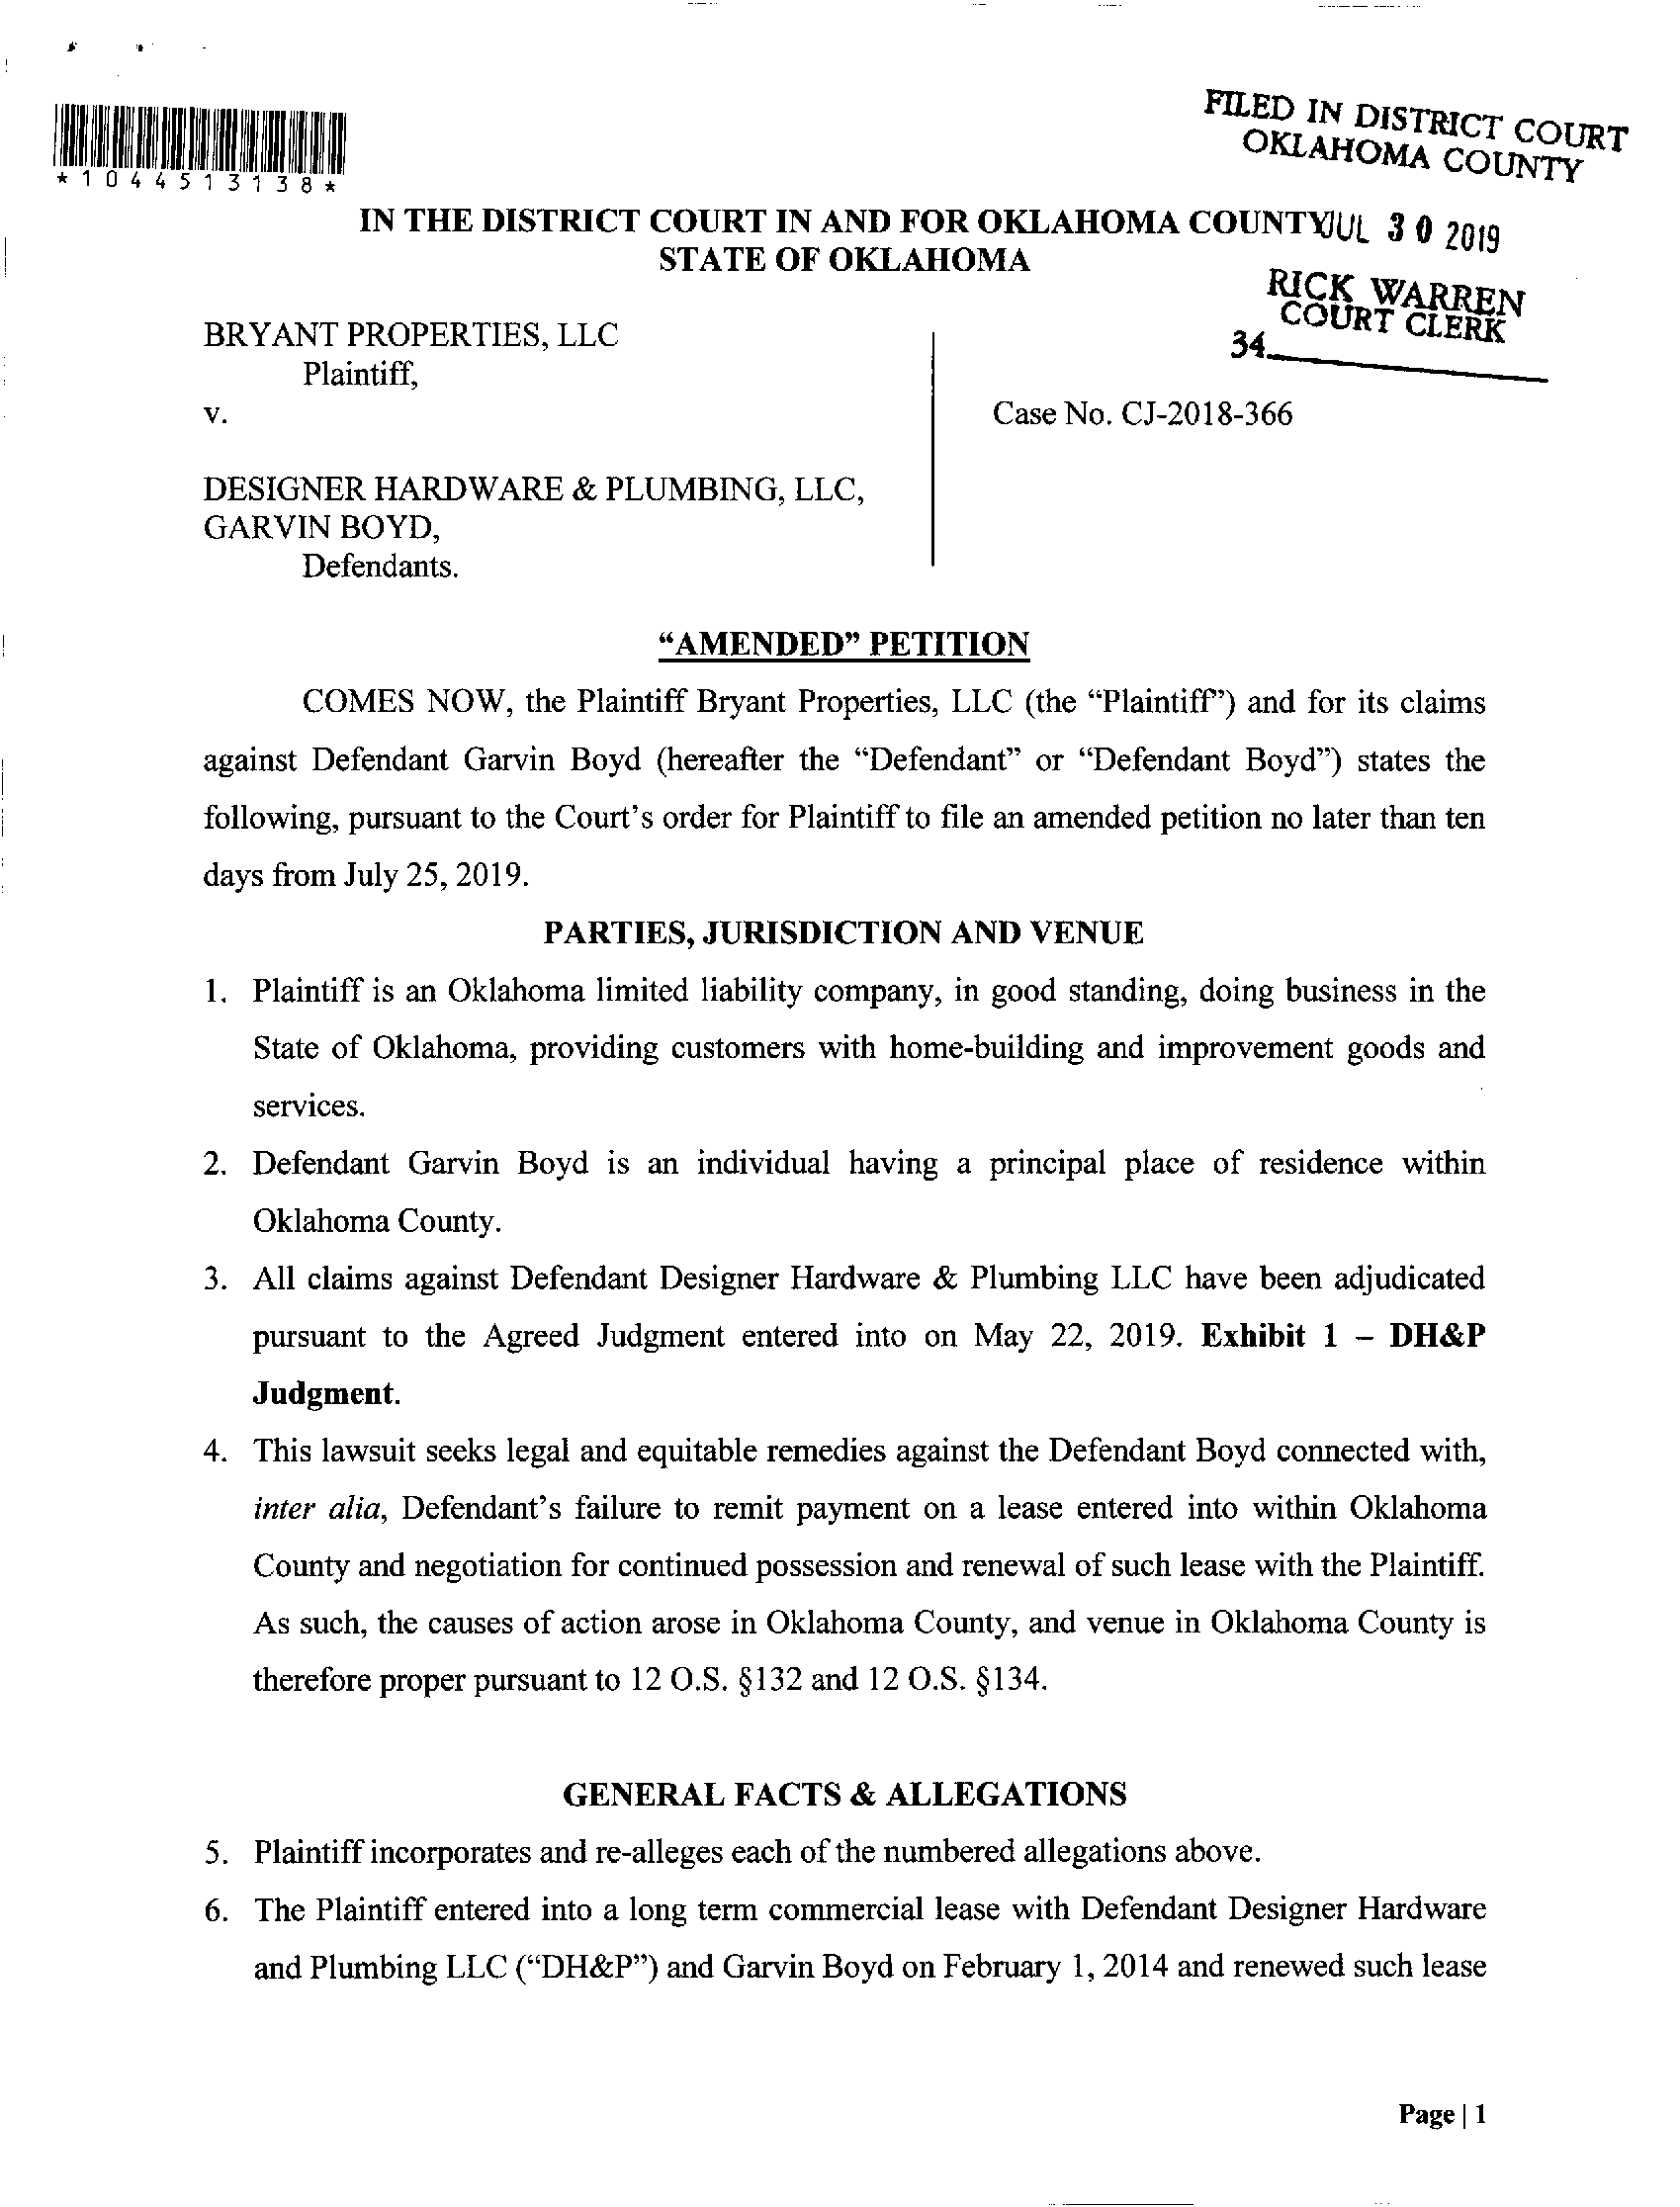 FILED IN DISTRICT COURT
OKLAHOMA COUNTY
*1044513138*
IN THE DISTRICT COURT IN AND FOR OKLAHOMA COUNTY
JUL 30 2019
STATE OF OKLAHOMA
RICK WARREN
COURT CLERK
34
BRYANT PROPERTIES, LLC
Plaintiff,
v.
Case No. CJ-2018-366
DESIGNER HARDWARE & PLUMBING, LLC,
GARVIN BOYD,
Defendants.
“AMENDED” PETITION
COMES NOW, the Plaintiff Bryant Properties, LLC (the “Plaintiff”) and for its claims
against Defendant Garvin Boyd (hereafter the “Defendant” or “Defendant Boyd”) states the
following, pursuant to the Court’s order for Plaintiff to file an amended petition no later than ten
days from July 25, 2019.
PARTIES, JURISDICTION AND VENUE
1. Plaintiff is an Oklahoma limited liability company, in good standing, doing business in the
State of Oklahoma, providing customers with home-building and improvement goods and
services.
2. Defendant Garvin Boyd is an individual having a principal place of residence within
Oklahoma County.
3. All claims against Defendant Designer Hardware & Plumbing LLC have been adjudicated
pursuant to the Agreed Judgment entered into on May 22, 2019. Exhibit 1 – DH&P
Judgment.
4. This lawsuit seeks legal and equitable remedies against the Defendant Boyd connected with,
inter alia, Defendant’s failure to remit payment on a lease entered into within Oklahoma
County and negotiation for continued possession and renewal of such lease with the Plaintiff.
As such, the causes of action arose in Oklahoma County, and venue in Oklahoma County is
therefore proper pursuant to 12 O.S. §132 and 12 O.S. §134.
GENERAL FACTS & ALLEGATIONS
5. Plaintiff incorporates and re-alleges each of the numbered allegations above.
6. The Plaintiff entered into a long term commercial lease with Defendant Designer Hardware
and Plumbing LLC (“DH&P”) and Garvin Boyd on February 1, 2014 and renewed such lease
Page | 1